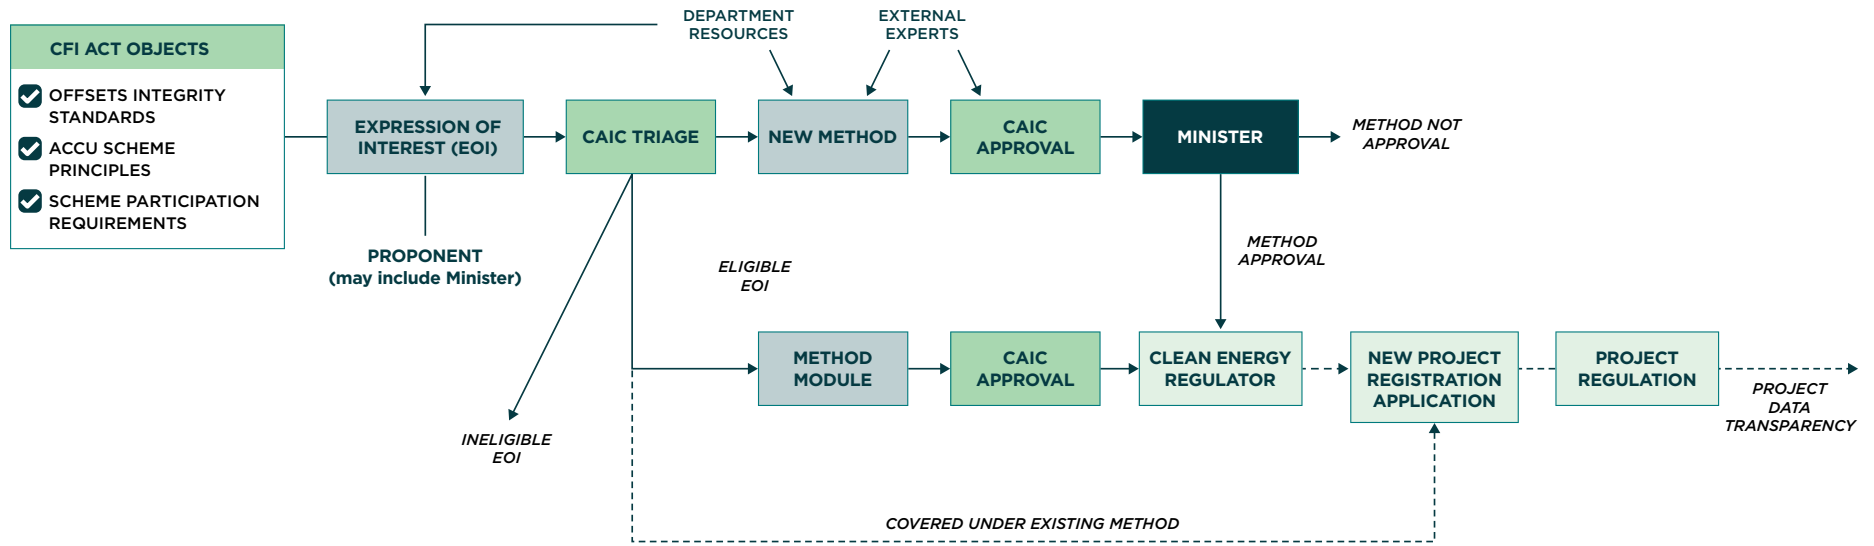 DEPARTMENT
RESOURCES
EXTERNAL
EXPERTS
CFI ACT OBJECTS
OFFSETS INTEGRITY
STANDARDS
ACCU SCHEME
PRINCIPLES
SCHEME PARTICIPATION
REQUIREMENTS
EXPRESSION OF
INTEREST (EOI)
CAIC TRIAGE
NEW METHOD
CAIC
APPROVAL
MINISTER
METHOD NOT
APPROVAL
PROPONENT
(may include Minister)
ELIGIBLE
EOI
METHOD
APPROVAL
INELIGIBLE
EOI
METHOD
MODULE
CAIC
APPROVAL
CLEAN ENERGY
REGULATOR
NEW PROJECT
REGISTRATION
APPLICATION
PROJECT
REGULATION
PROJECT
DATA
TRANSPARENCY
COVERED UNDER EXISTING METHOD